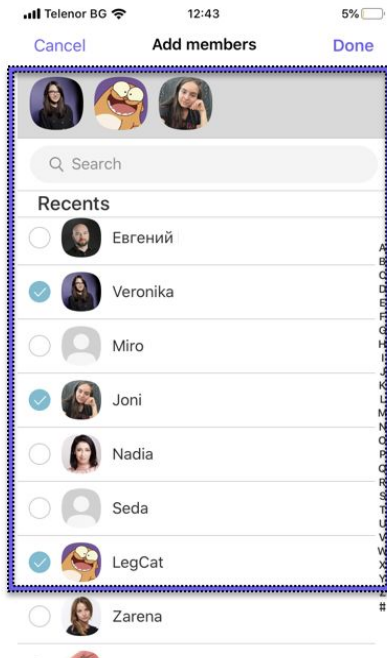 Telenor BG 12:43 5%
Cancel Add members Done
Search
Recents
Евгений
Veronika
Miro
Joni
Nadia
Seda
LegCat
Zarena
A
B
C
D
E
F
G
H
I
J
K
L
M
N
O
P
Q
R
S
T
U
V
W
X
Y
Z
#